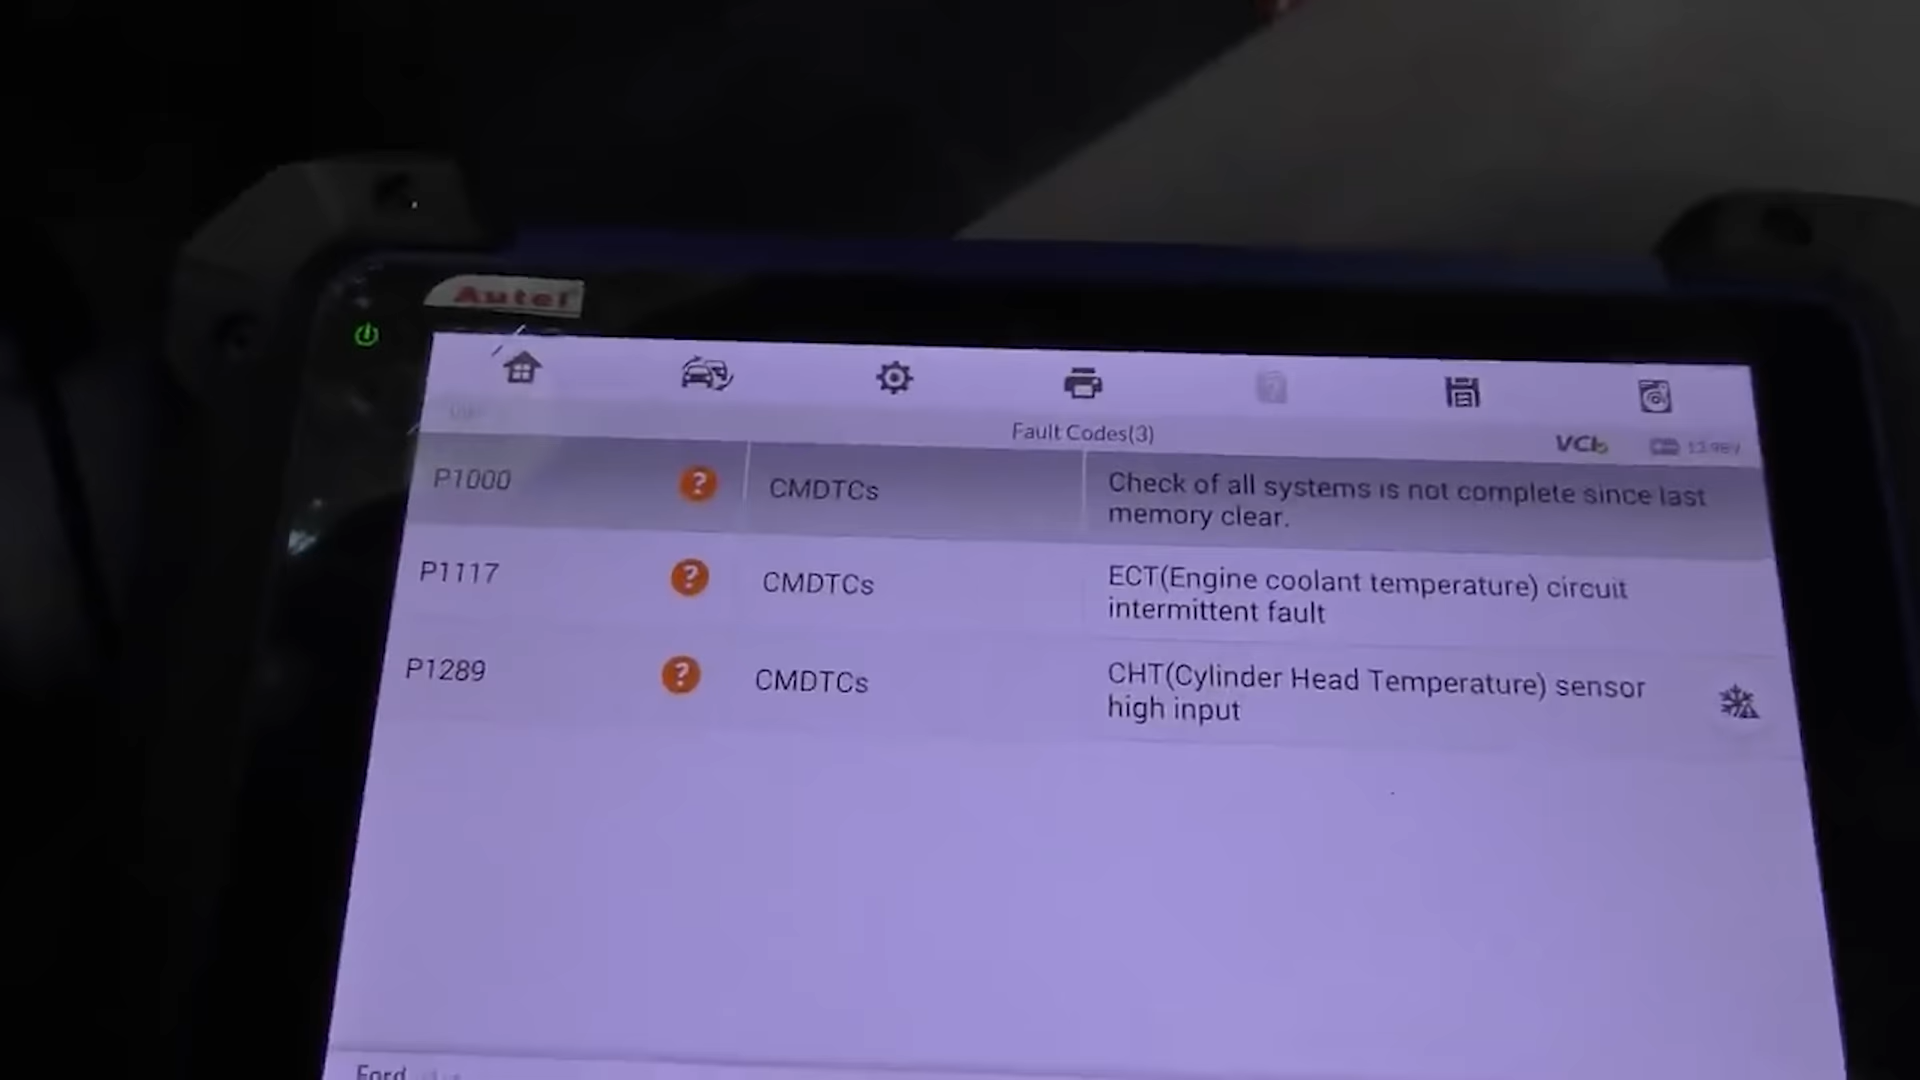 Autel
Fault Codes(3)
VCI
P1000
?
CMDTCs
Check of all systems is not complete since last
memory clear.
P1117
?
CMDTCs
ECT(Engine coolant temperature) circuit
intermittent fault
P1289
?
CMDTCs
CHT(Cylinder Head Temperature) sensor
high input
Ford